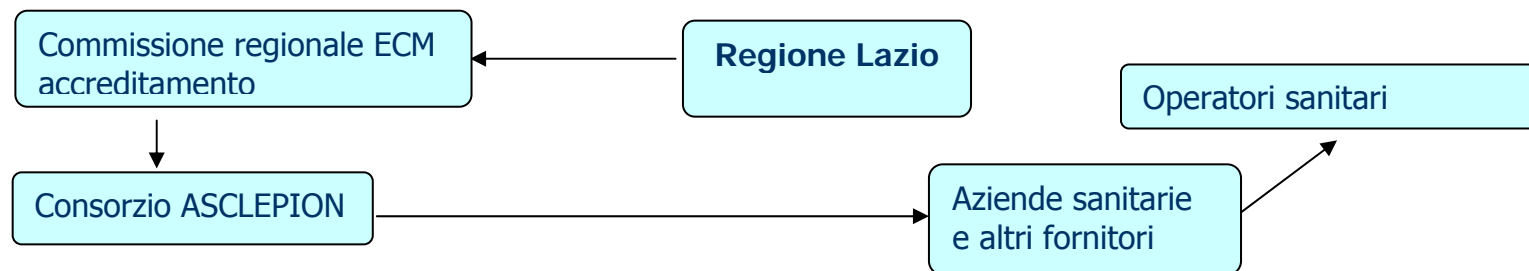 Commissione regionale ECM
accreditamento
Regione Lazio
Operatori sanitari
Consorzio ASCLEPION
Aziende sanitarie
e altri fornitori